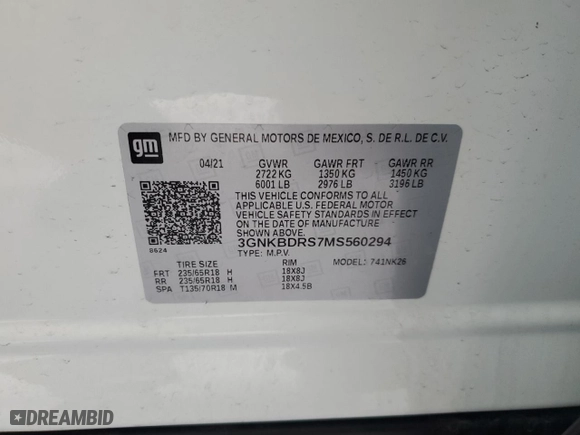 gm
MFD BY GENERAL MOTORS DE MEXICO, S. DE R.L. DE C.V.
04/21 GVWR GAWR FRT GAWR RR
2722 KG 1350 KG 1450 KG
6001 LB 2976 LB 3196 LB
THIS VEHICLE CONFORMS TO ALL
APPLICABLE U.S. FEDERAL MOTOR
VEHICLE SAFETY STANDARDS IN EFFECT
ON THE DATE OF MANUFACTURE
SHOWN ABOVE.
3GNKBDRS7MS560294
8624
TYPE: M.P.V.
TIRE SIZE RIM MODEL: 741NK26
FRT 235/65R18 H 18X8J
RR 235/65R18 H 18X8J
SPA T135/70R18 M 18X4.5B
DREAMBID